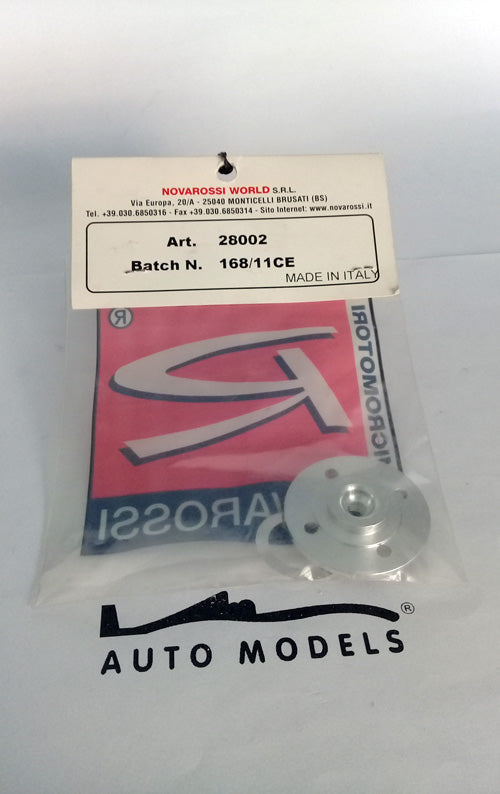 NOVAROSSI WORLD S.R.L.
Via Europa, 20/A - 25040 MONTICELLI BRUSATI (BS)
Tel. +39.030.6850316 - Fax +39.030.6850314 - Sito Internet: www.novarossi.it
Art. 28002
Batch N. 168/11CE
MADE IN ITALY
®
MICROMOTORI
VAROSSI
®
AUTO MODELS